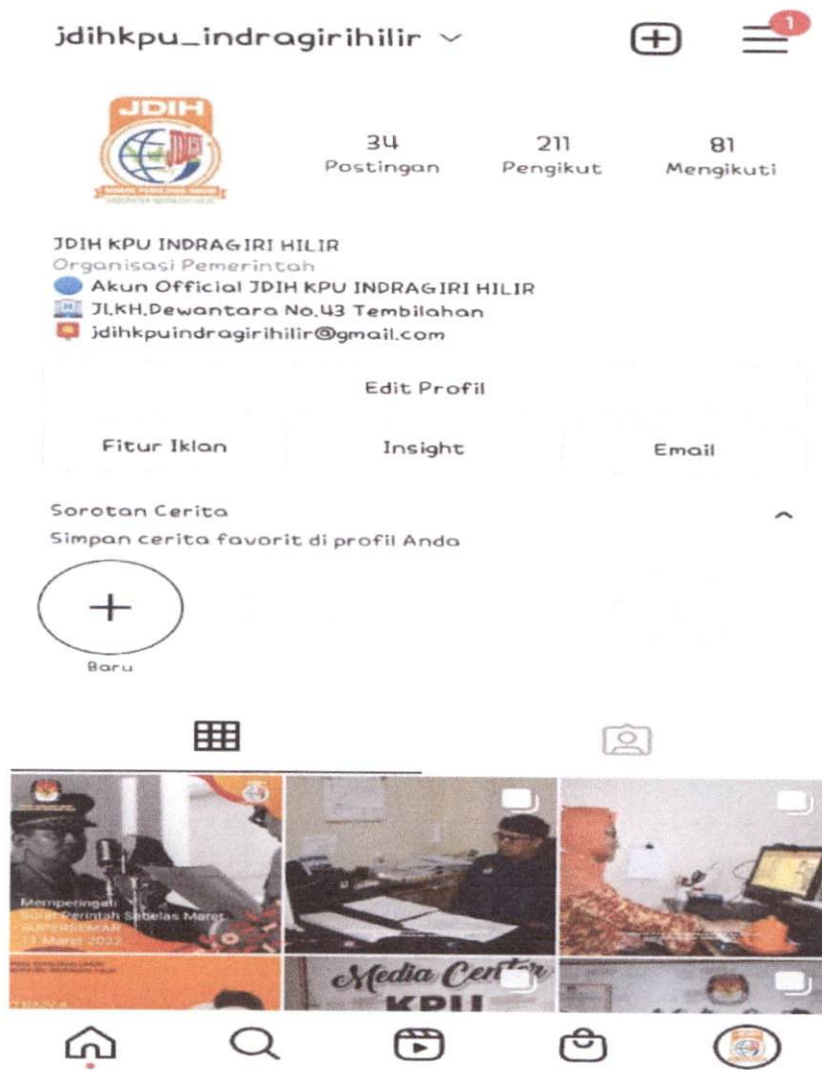 jdihkpu_indragirihilir
1
JDIH
34
Postingan
211
Pengikut
81
Mengikuti
JDIH KPU INDRAGIRI HILIR
Organisasi Pemerintah
Akun Official JDIH KPU INDRAGIRI HILIR
Jl.KH.Dewantara No.43 Tembilahan
jdihkpuindragirihilir@gmail.com
Edit Profil
Fitur Iklan
Insight
Email
Sorotan Cerita
Simpan cerita favorit di profil Anda
Baru
Memperingati
Surat Perintah Sebelas Maret
SUPERSEMAR
11 Maret 2022
Media Center
KPU